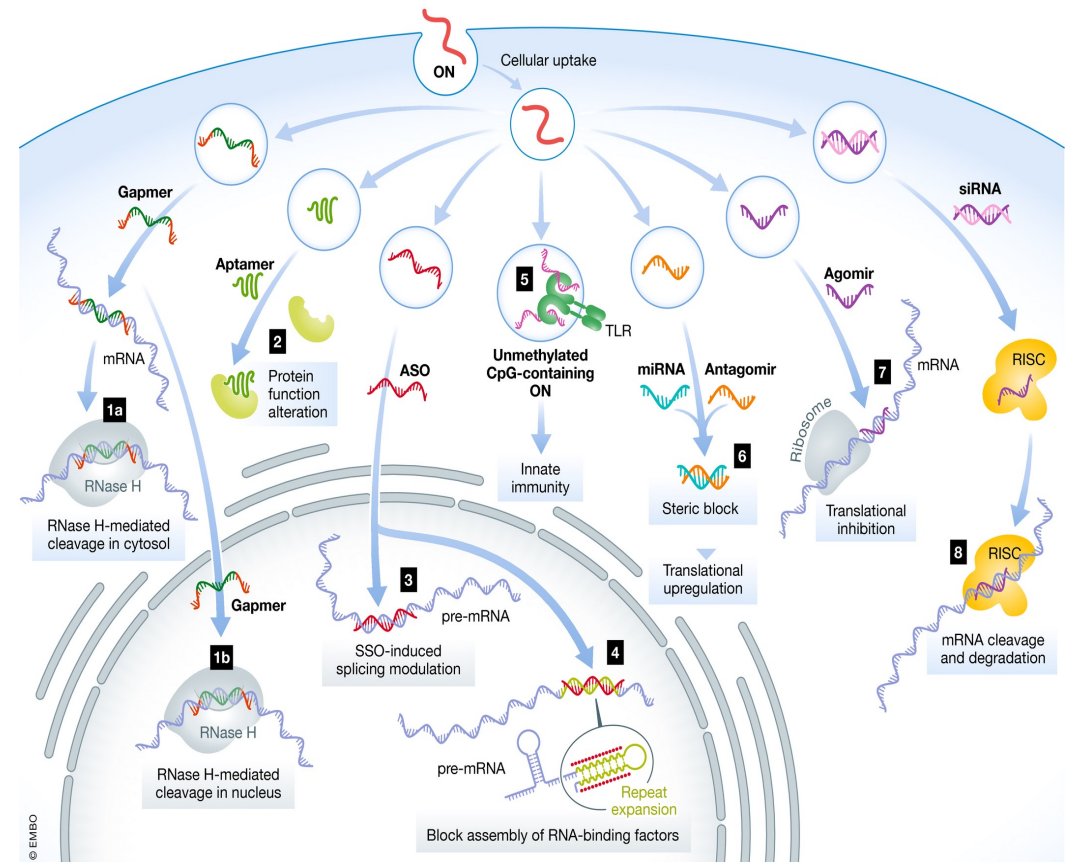 ON
Cellular uptake
Gapmer
mRNA
1a
RNase H
RNase H-mediated
cleavage in cytosol
Gapmer
1b
RNase H
RNase H-mediated
cleavage in nucleus
Aptamer
2
Protein
function
alteration
ASO
3
pre-mRNA
SSO-induced
splicing modulation
4
pre-mRNA
Repeat
expansion
Block assembly of RNA-binding factors
5
TLR
Unmethylated
CpG-containing
ON
Innate
immunity
miRNA
Antagomir
6
Steric block
Translational
upregulation
Agomir
7
mRNA
Ribosome
Translational
inhibition
siRNA
RISC
8
RISC
mRNA cleavage
and degradation
© EMBO